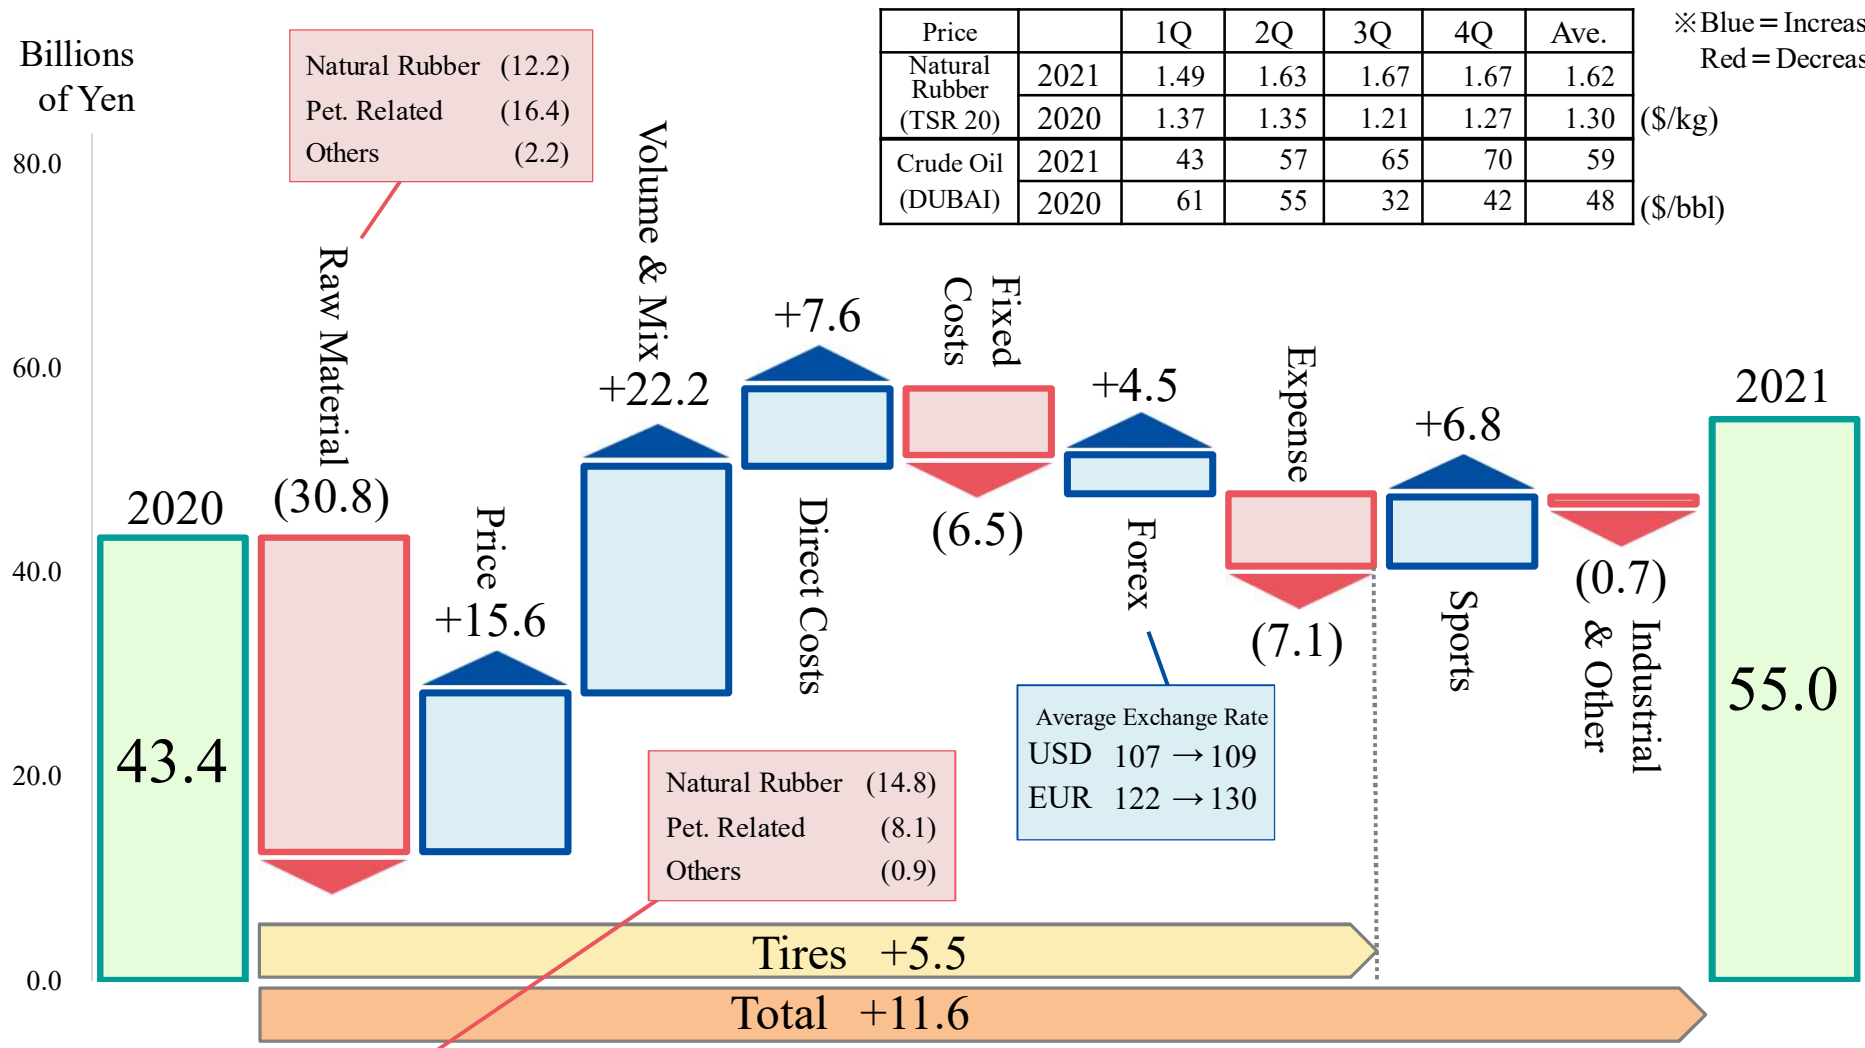 Billions
of Yen
80.0
60.0
40.0
20.0
0.0
Natural Rubber (12.2)
Pet. Related (16.4)
Others (2.2)
Price 1Q 2Q 3Q 4Q Ave.
Natural Rubber (TSR 20) 2021 1.49 1.63 1.67 1.67 1.62
2020 1.37 1.35 1.21 1.27 1.30 ($/kg)
Crude Oil (DUBAI) 2021 43 57 65 70 59
2020 61 55 32 42 48 ($/bbl)
※Blue = Increas
Red = Decreas
2020
43.4
Raw Material
(30.8)
Price
+15.6
Volume & Mix
+22.2
+7.6
Direct Costs
Fixed
Costs
(6.5)
+4.5
Forex
Expense
(7.1)
+6.8
Sports
(0.7)
Industrial
& Other
2021
55.0
Average Exchange Rate
USD 107 → 109
EUR 122 → 130
Natural Rubber (14.8)
Pet. Related (8.1)
Others (0.9)
Tires +5.5
Total +11.6